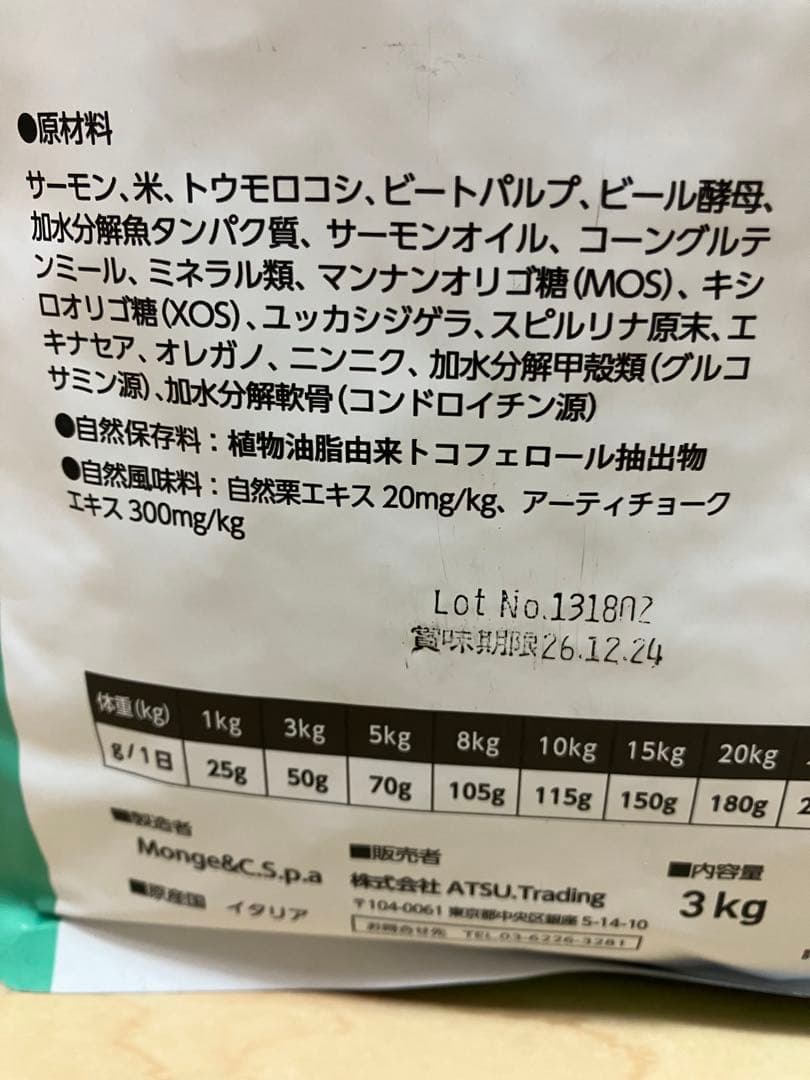 ●原材料
サーモン、米、トウモロコシ、ビートパルプ、ビール酵母、
加水分解魚タンパク質、サーモンオイル、コーングルテ
ンミール、ミネラル類、マンナンオリゴ糖(MOS)、キシ
ロオリゴ糖(XOS)、ユッカシジゲラ、スピルリナ原末、エ
キナセア、オレガノ、ニンニク、加水分解甲殻類(グルコ
サミン源)、加水分解軟骨(コンドロイチン源)
●自然保存料：植物油脂由来トコフェロール抽出物
●自然風味料：自然栗エキス 20mg/kg、アーティチョーク
エキス 300mg/kg
Lot No.131802
賞味期限26.12.24
体重(kg) 1kg 3kg 5kg 8kg 10kg 15kg 20kg
g/1日 25g 50g 70g 105g 115g 150g 180g 2
■製造者
Monge&C.S.p.a
■原産国 イタリア
■販売者
株式会社 ATSU.Trading
〒104-0061 東京都中央区銀座 5-14-10
お問合せ先 TEL 03-6226-3281
■内容量
3kg